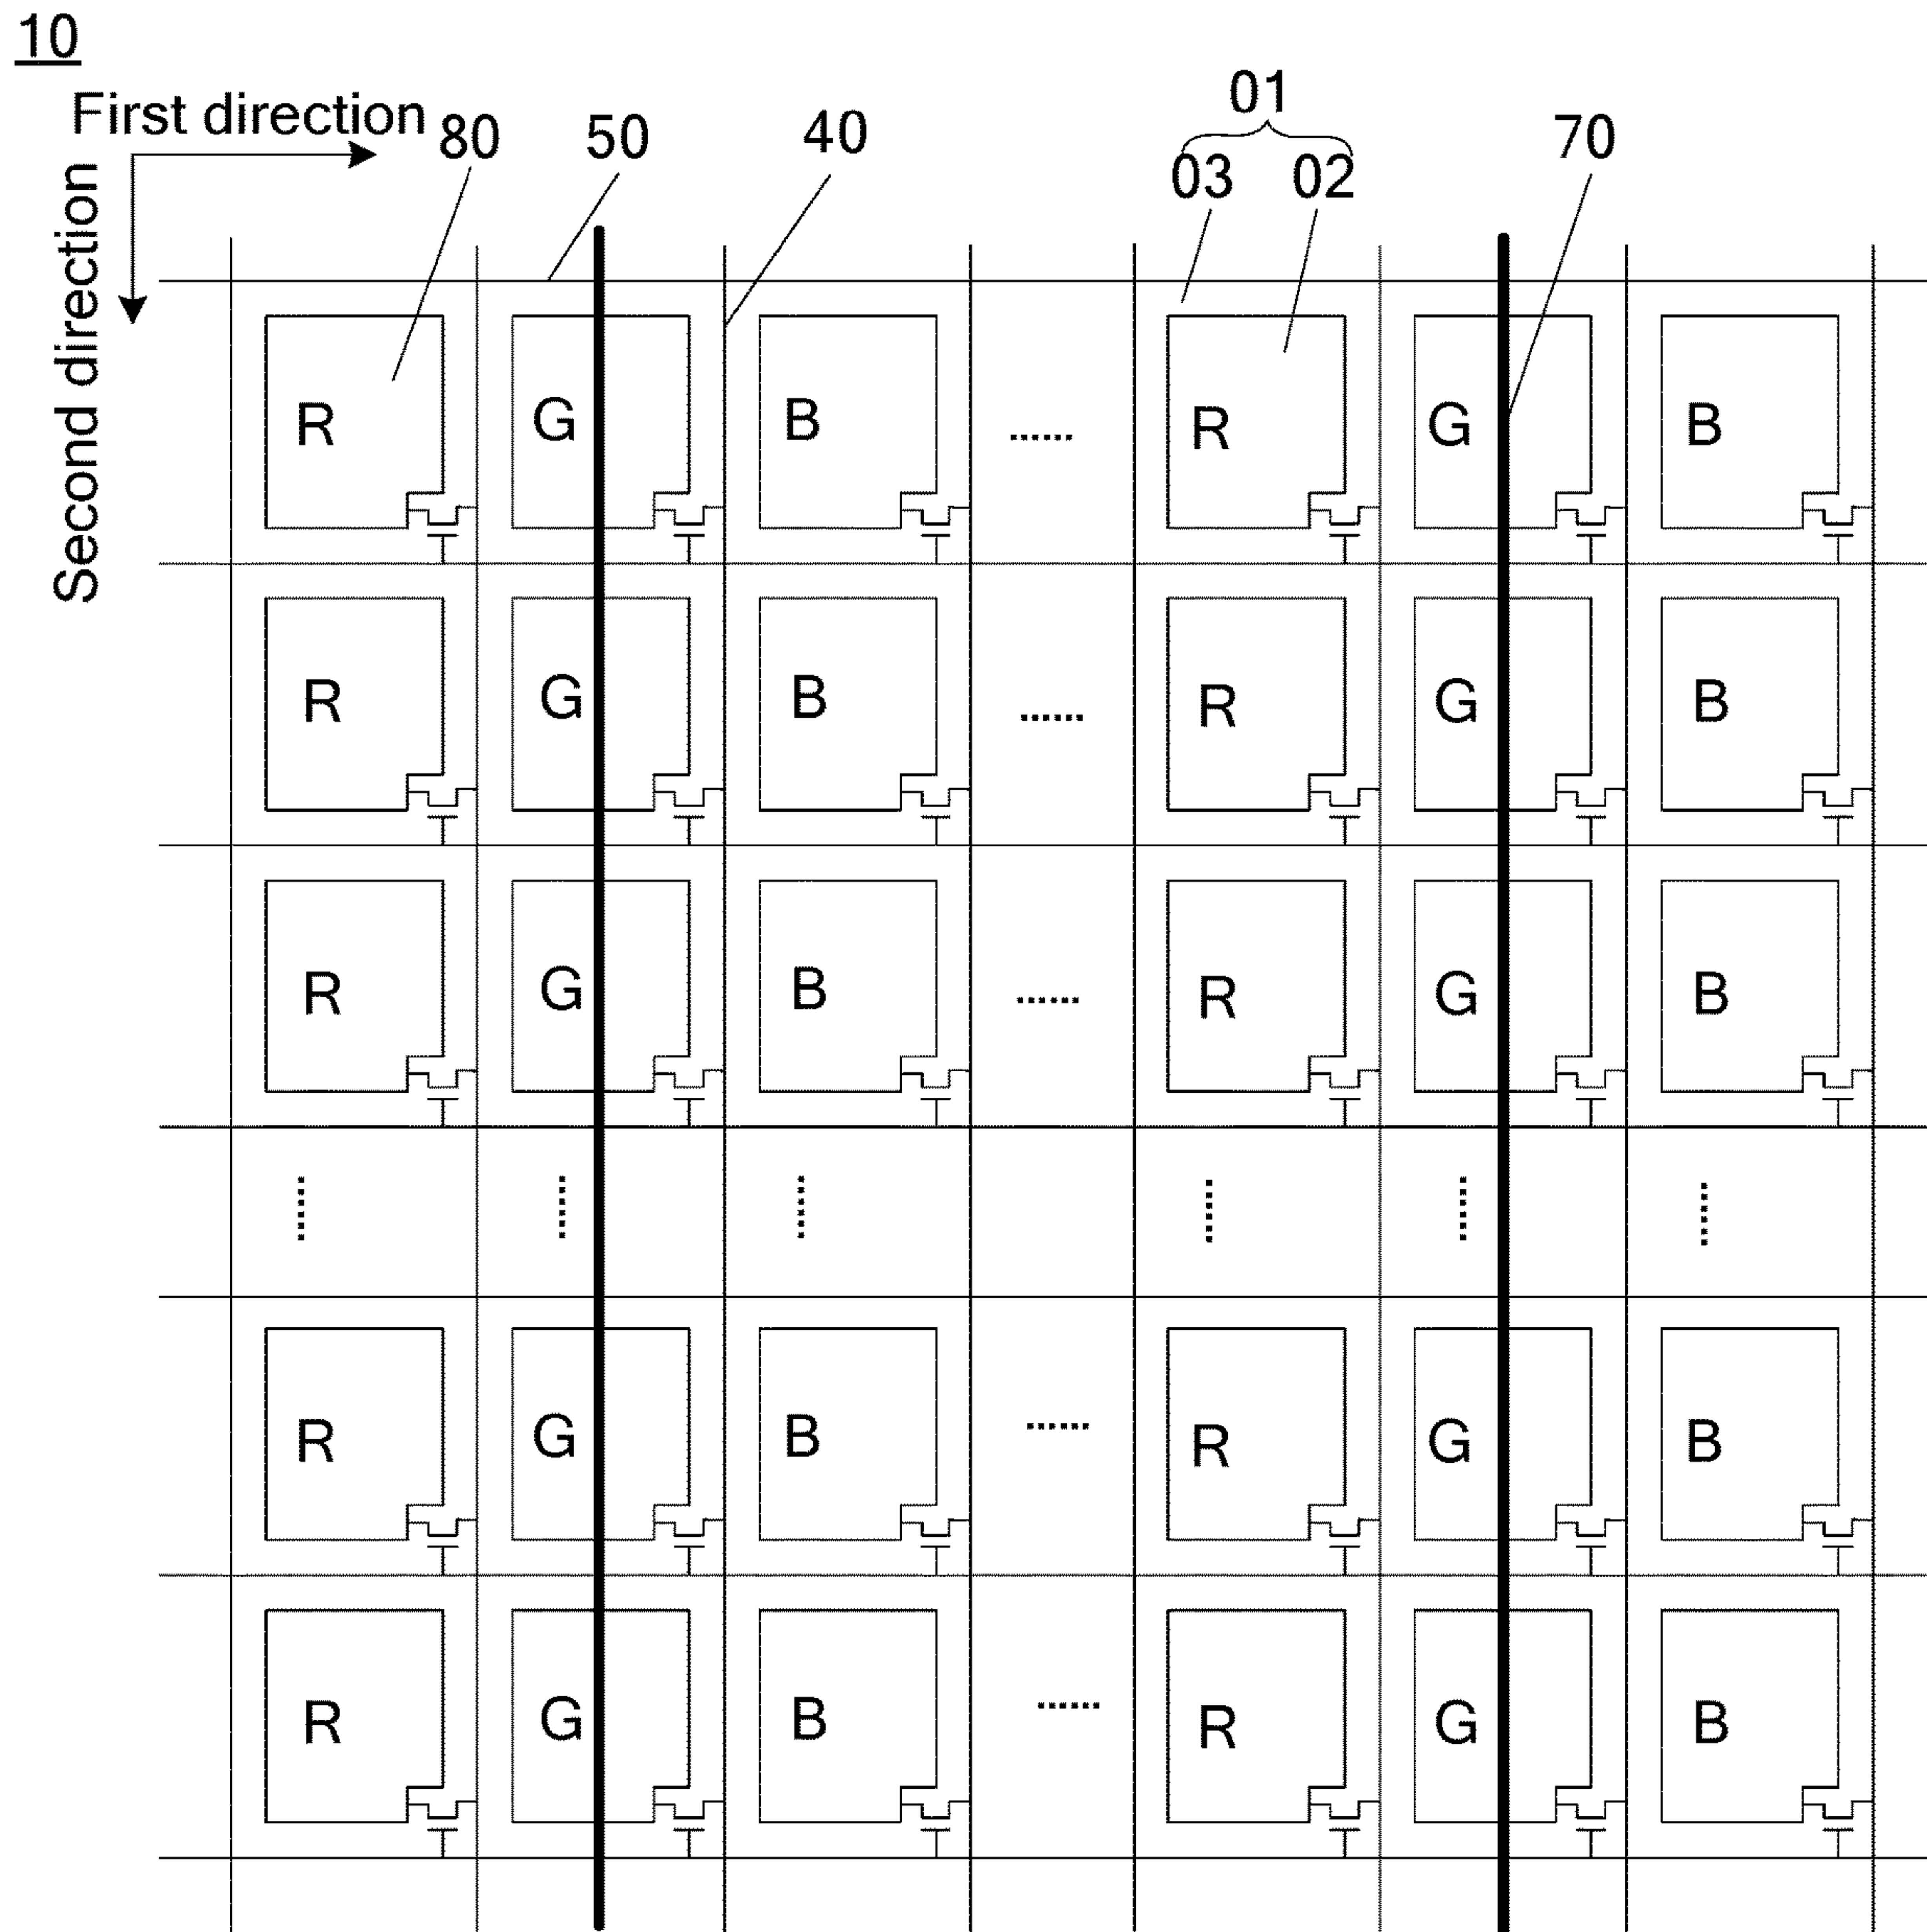 10
First direction
Second direction
80
50
40
01
03 02
70
R G B ...... R G B
R G B ...... R G B
R G B ...... R G B
...... ...... ...... ...... ...... ......
R G B ...... R G B
R G B ...... R G B